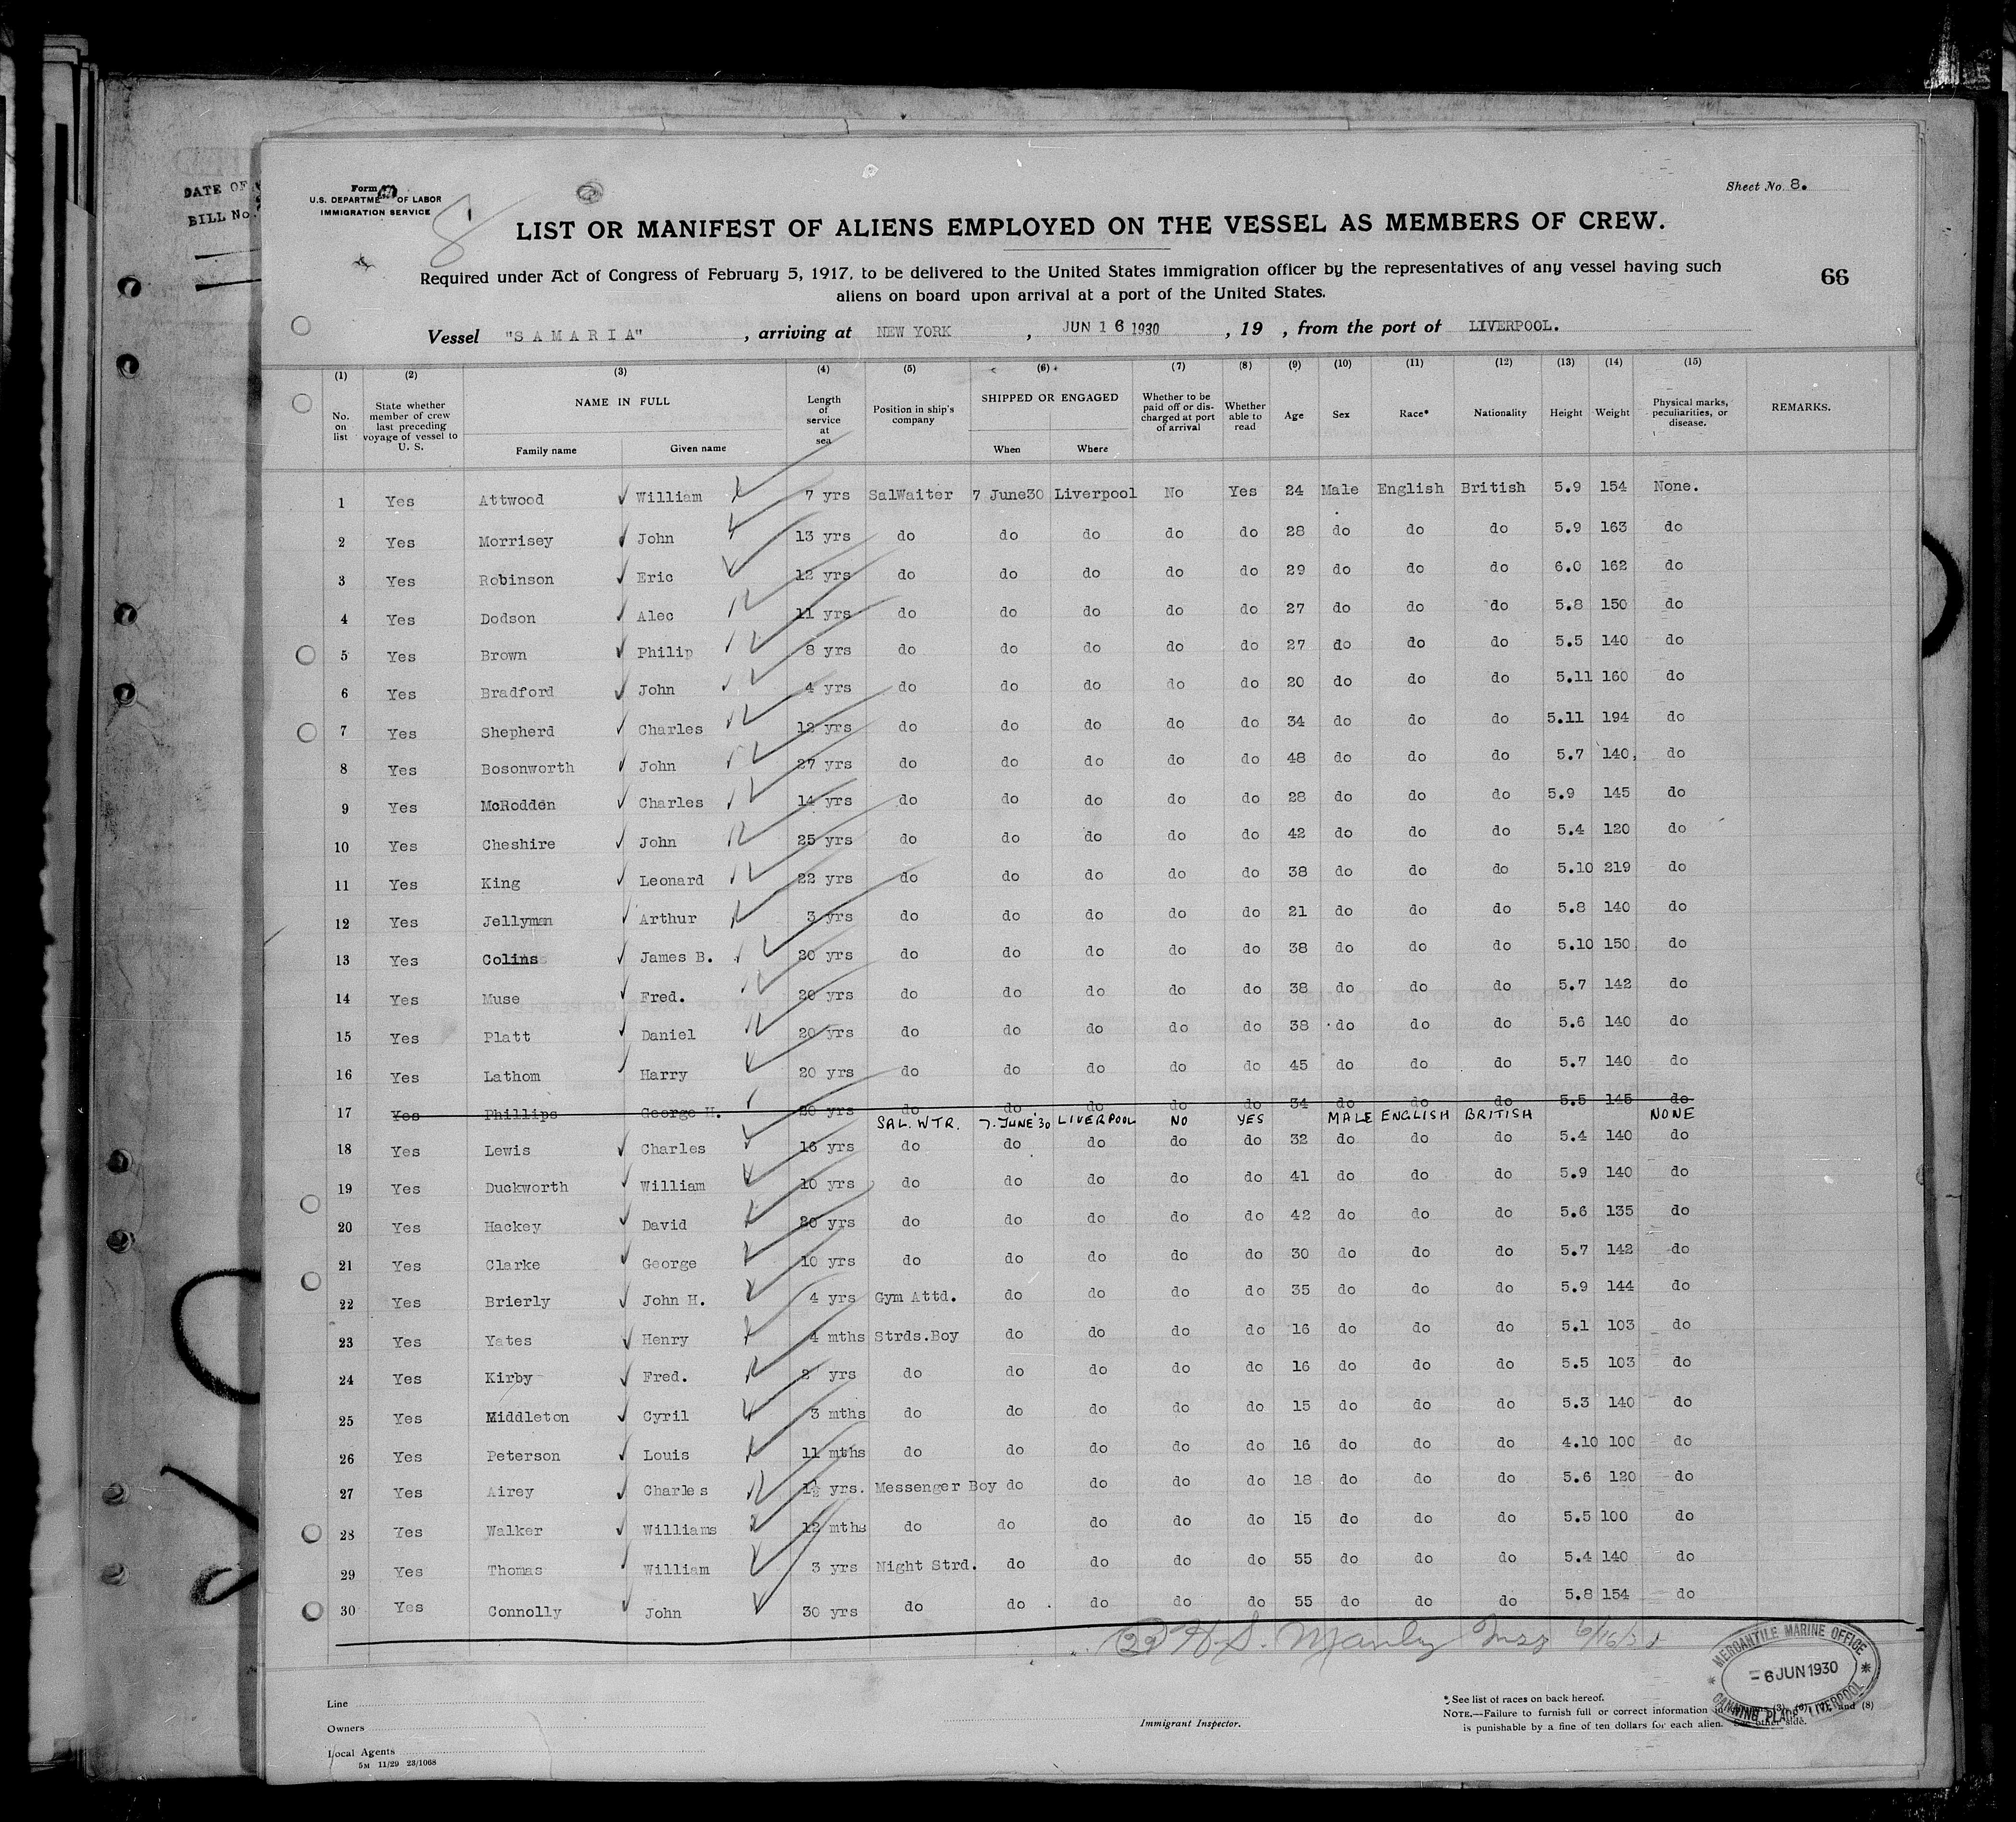 DATE OF
BILL No.
Form
U.S. DEPARTME OF LABOR
IMMIGRATION SERVICE
8
Sheet No. 8.
LIST OR MANIFEST OF ALIENS EMPLOYED ON THE VESSEL AS MEMBERS OF CREW.
Required under Act of Congress of February 5, 1917, to be delivered to the United States immigration officer by the representatives of any vessel having such
aliens on board upon arrival at a port of the United States.
66
Vessel "SAMARIA" , arriving at NEW YORK , JUN 16 1930 , 19 , from the port of LIVERPOOL.
(1) (2) (3) (4) (5) (6) (7) (8) (9) (10) (11) (12) (13) (14) (15)
No. on list State whether member of crew last preceding voyage of vessel to U. S. NAME IN FULL Family name Given name Length of service at sea Position in ship's company SHIPPED OR ENGAGED When Where Whether to be paid off or discharged at port of arrival Whether able to read Age Sex Race* Nationality Height Weight Physical marks, peculiarities, or disease. REMARKS.
1 Yes Attwood William 7 yrs SalWaiter 7 June30 Liverpool No Yes 24 Male English British 5.9 154 None.
2 Yes Morrisey John 13 yrs do do do do do 28 do do do 5.9 163 do
3 Yes Robinson Eric 12 yrs do do do do do 29 do do do 6.0 162 do
4 Yes Dodson Alec 11 yrs do do do do do 27 do do do 5.8 150 do
5 Yes Brown Philip 8 yrs do do do do do 27 do do do 5.5 140 do
6 Yes Bradford John 4 yrs do do do do do 20 do do do 5.11 160 do
7 Yes Shepherd Charles 12 yrs do do do do do 34 do do do 5.11 194 do
8 Yes Bosonworth John 27 yrs do do do do do 48 do do do 5.7 140 do
9 Yes McRodden Charles 14 yrs do do do do do 28 do do do 5.9 145 do
10 Yes Cheshire John 25 yrs do do do do do 42 do do do 5.4 120 do
11 Yes King Leonard 22 yrs do do do do do 38 do do do 5.10 219 do
12 Yes Jellyman Arthur 3 yrs do do do do do 21 do do do 5.8 140 do
13 Yes Colins James B. 20 yrs do do do do do 38 do do do 5.10 150 do
14 Yes Muse Fred. 20 yrs do do do do do 38 do do do 5.7 142 do
15 Yes Platt Daniel 20 yrs do do do do do 38 do do do 5.6 140 do
16 Yes Lathom Harry 20 yrs do do do do do 45 do do do 5.7 140 do
17 Yes Phillips George H. 20 yrs do do do do do 34 do do do 5.5 145 do
SAL. WTR. 7. JUNE '30 LIVERPOOL NO YES MALE ENGLISH BRITISH NONE
18 Yes Lewis Charles 16 yrs do do do do do 32 do do do 5.4 140 do
19 Yes Duckworth William 10 yrs do do do do do 41 do do do 5.9 140 do
20 Yes Hackey David 20 yrs do do do do do 42 do do do 5.6 135 do
21 Yes Clarke George 10 yrs do do do do do 30 do do do 5.7 142 do
22 Yes Brierly John H. 4 yrs Gym Attd. do do do do 35 do do do 5.9 144 do
23 Yes Yates Henry 4 mths Strds.Boy do do do do 16 do do do 5.1 103 do
24 Yes Kirby Fred. yrs do do do do do 16 do do do 5.5 103 do
25 Yes Middleton Cyril 3 mths do do do do do 15 do do do 5.3 140 do
26 Yes Peterson Louis 11 mths do do do do do 16 do do do 4.10 100 do
27 Yes Airey Charles 1½ yrs. Messenger Boy do do do do 18 do do do 5.6 120 do
28 Yes Walker Williams 12 mths do do do do do 15 do do do 5.5 100 do
29 Yes Thomas William 3 yrs Night Strd. do do do do 55 do do do 5.4 140 do
30 Yes Connolly John 30 yrs do do do do do 55 do do do 5.8 154 do
29 H. S. Manly
MERCANTILE MARINE OFFICE
-6 JUN 1930
CANNING PLACE, LIVERPOOL
Line
Owners
Local Agents
5M 11/29 23/1068
Immigrant Inspector.
* See list of races on back hereof.
NOTE.—Failure to furnish full or correct information in (3), (6), (7) and (8)
is punishable by a fine of ten dollars for each alien. See other side.